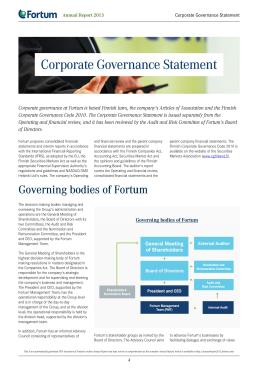 Fortum
Annual Report 2013
Corporate Governance Statement
Corporate Governance Statement
Corporate governance at Fortum is based on Finnish laws, the company's Articles of Association and the Finnish
Corporate Governance Code 2010. The Corporate Governance Statement is issued separately from the
Operating and financial review, and it has been reviewed by the Audit and Risk Committee of Fortum's Board
of Directors.
Fortum prepares consolidated financial
statements and interim reports in accordance
with the International Financial Reporting
Standards (IFRS), as adopted by the EU, the
Finnish Securities Market Act as well as the
appropriate Financial Supervision Authority's
regulations and guidelines and NASDAQ OMX
Helsinki Ltd's rules. The company's Operating
and financial review and the parent company
financial statements are prepared in
accordance with the Finnish Companies Act,
Accounting Act, Securities Market Act and
the opinions and guidelines of the Finnish
Accounting Board. The auditor's report
covers the Operating and financial review,
consolidated financial statements and the
parent company financial statements. The
Finnish Corporate Governance Code 2010 is
available on the website of the Securities
Markets Association www.cgfinland.fi.
Governing bodies of Fortum
The decision-making bodies managing and
overseeing the Group's administration and
operations are the General Meeting of
Shareholders, the Board of Directors with its
two Committees, the Audit and Risk
Committee and the Nomination and
Remuneration Committee, and the President
and CEO, supported by the Fortum
Management Team.
The General Meeting of Shareholders is the
highest decision-making body of Fortum
making resolutions in matters designated to
the Companies Act. The Board of Directors is
responsible for the company's strategic
development and for supervising and steering
the company's business and management.
The President and CEO, supported by the
Fortum Management Team has the
operational responsibility at the Group level
and is in charge of the day-to-day
management of the Group; and at the division
level, the operational responsibility is held by
the division head, supported by the division's
management team.
In addition, Fortum has an informal advisory
Council consisting of representatives of
Governing bodies of Fortum
General Meeting
of Shareholders
External Auditor
Nomination and
Remuneration Committee
Board of Directors
Audit and
Risk Committee
Shareholders'
Nomination Board
President and CEO
Fortum Management
Team (FMT)
Internal Audit
Fortum's stakeholder groups as invited by the
Board of Directors. The Advisory Council aims
to advance Fortum's businesses by
facilitating dialogue and exchange of views
4